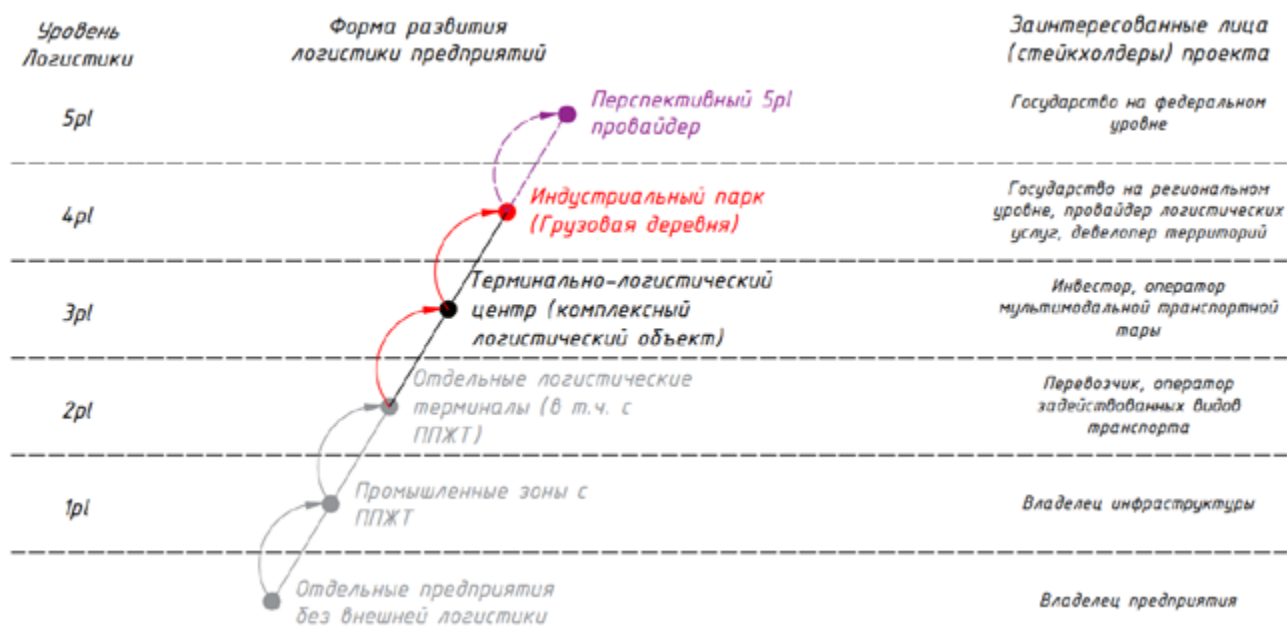 Уровень
Логистики
Форма развития
логистики предприятий
Заинтересованные лица
(стейкхолдеры) проекта
5pl
Перспективный 5pl
провайдер
Государство на федеральном
уровне
4pl
Индустриальный парк
(Грузовая деревня)
Государство на региональном
уровне, провайдер логистических
услуг, девелопер территорий
3pl
Терминально-логистический
центр (комплексный
логистический объект)
Инвестор, оператор
мультимодальной транспортной
тары
2pl
Отдельные логистические
терминалы (в т.ч. с
ППЖТ)
Перевозчик, оператор
задействованных видов
транспорта
1pl
Промышленные зоны с
ППЖТ
Владелец инфраструктуры
Отдельные предприятия
без внешней логистики
Владелец предприятия